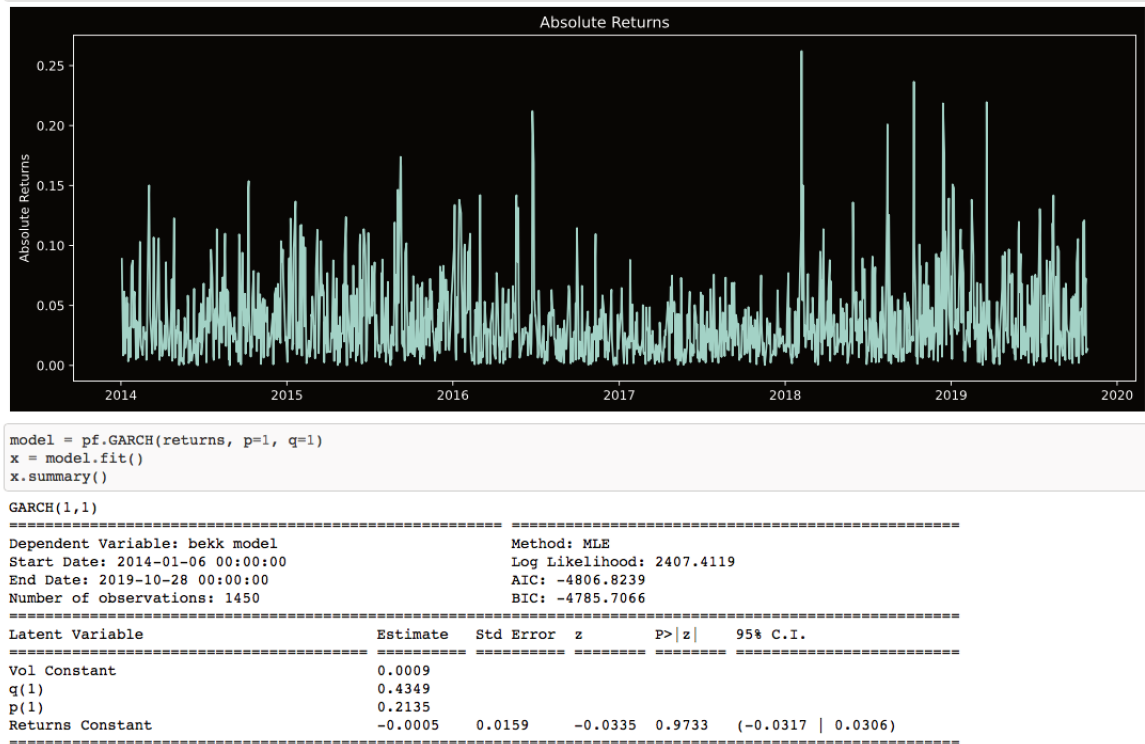 Absolute Returns
0.25
0.20
0.15
0.10
0.05
0.00
Absolute Returns
2014 2015 2016 2017 2018 2019 2020
model = pf.GARCH(returns, p=1, q=1)
x = model.fit()
x.summary()
GARCH(1,1)
======================================================= ==================================================
Dependent Variable: bekk model Method: MLE
Start Date: 2014-01-06 00:00:00 Log Likelihood: 2407.4119
End Date: 2019-10-28 00:00:00 AIC: -4806.8239
Number of observations: 1450 BIC: -4785.7066
==========================================================================================================
Latent Variable Estimate Std Error z P>|z| 95% C.I.
======================================== ========== ========== ======== ======== =========================
Vol Constant 0.0009
q(1) 0.4349
p(1) 0.2135
Returns Constant -0.0005 0.0159 -0.0335 0.9733 (-0.0317 | 0.0306)
==========================================================================================================